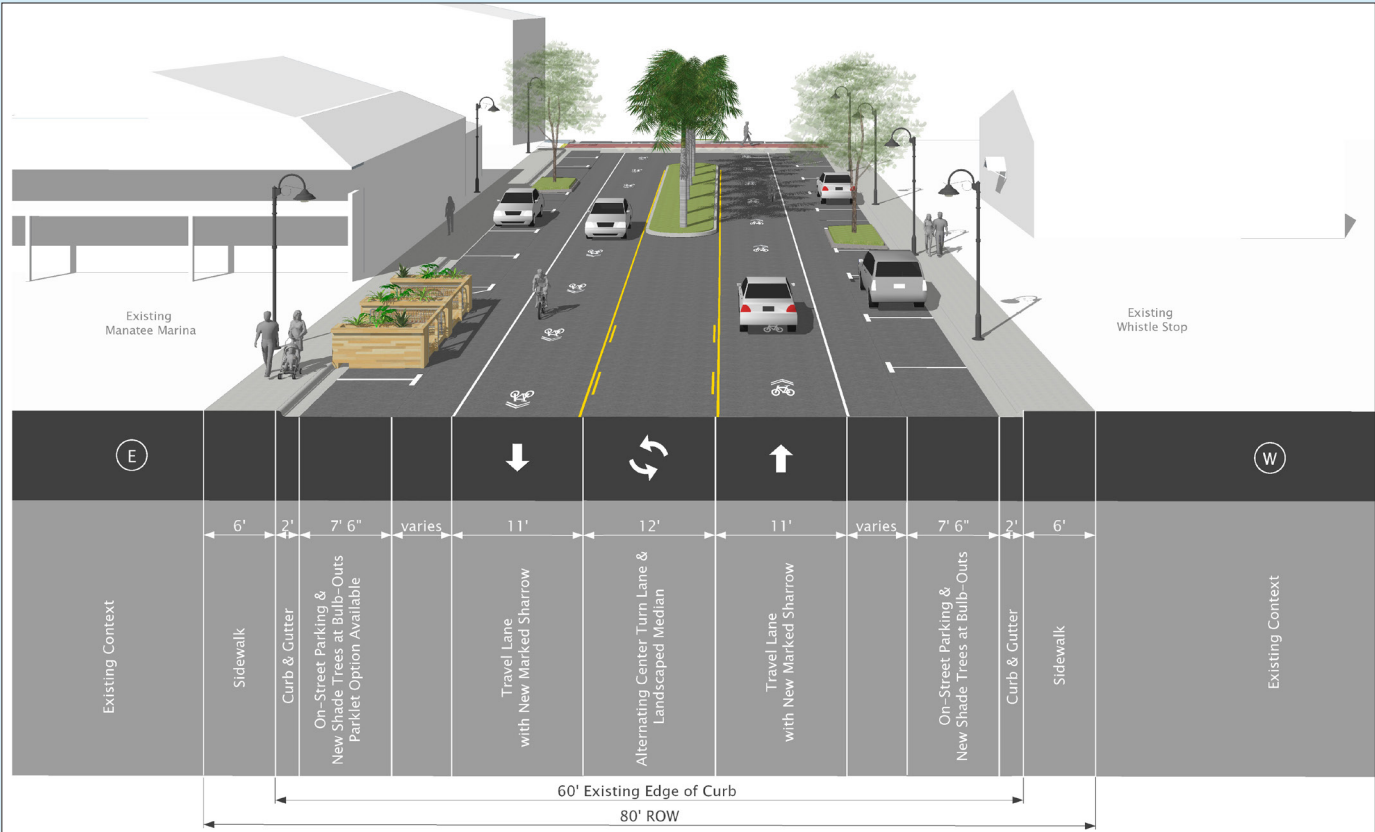 Existing
Manatee Marina
Existing
Whistle Stop
E
W
6'
2'
7' 6"
varies
11'
12'
11'
varies
7' 6"
2'
6'
Existing Context
Sidewalk
Curb & Gutter
On-Street Parking &
New Shade Trees at Bulb-Outs
Parklet Option Available
Travel Lane
with New Marked Sharrow
Alternating Center Turn Lane &
Landscaped Median
Travel Lane
with New Marked Sharrow
On-Street Parking &
New Shade Trees at Bulb-Outs
Curb & Gutter
Sidewalk
Existing Context
60' Existing Edge of Curb
80' ROW